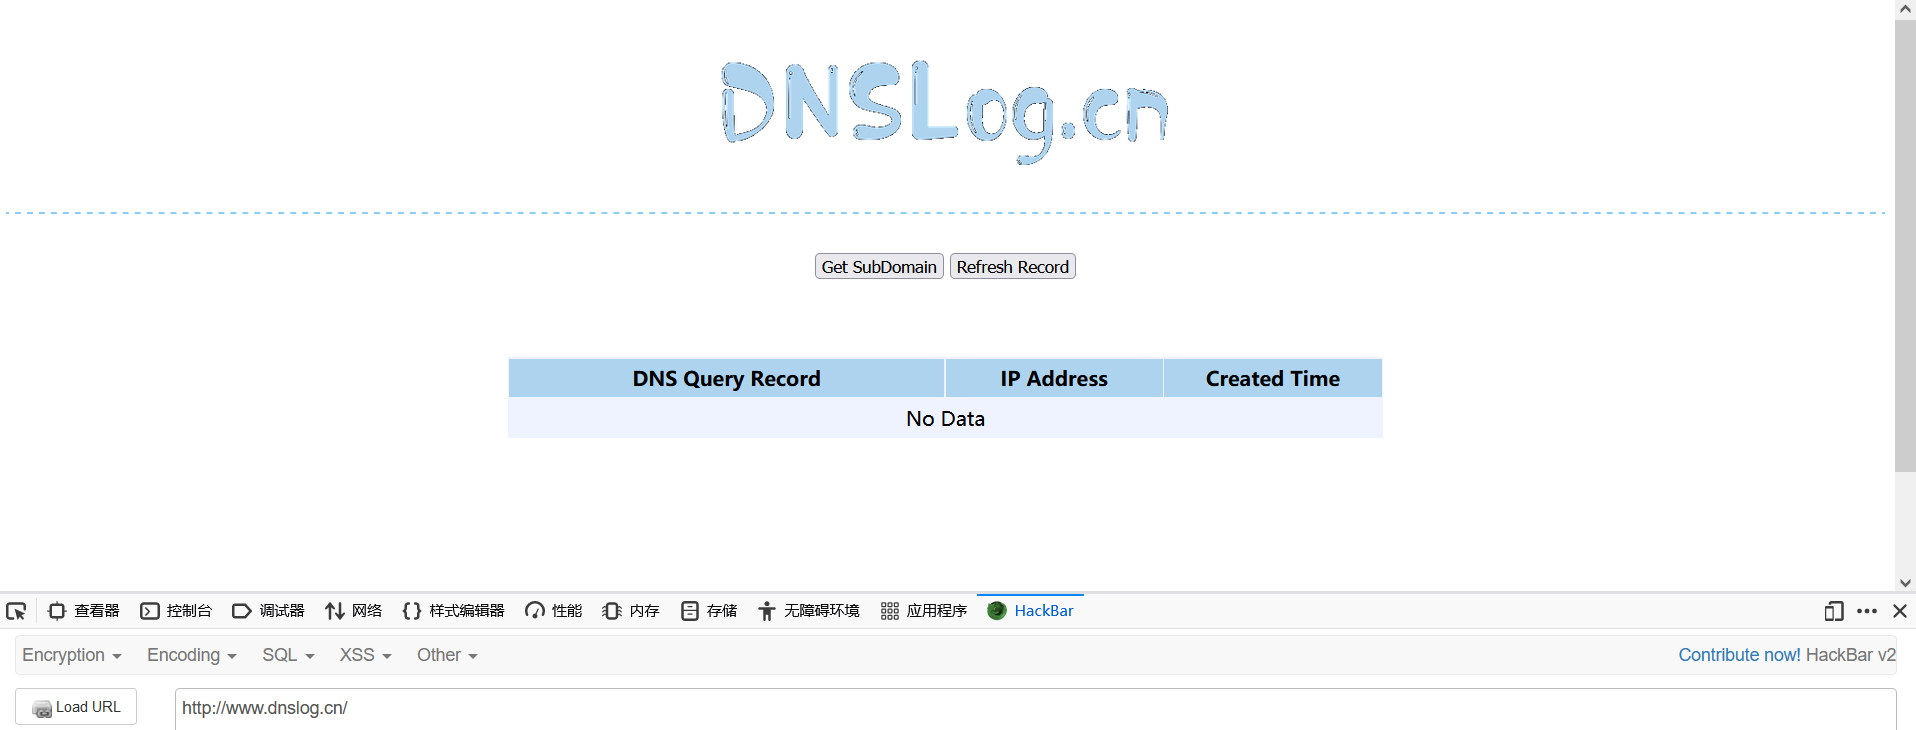 DNSLog.cn
Get SubDomain Refresh Record
DNS Query Record IP Address Created Time
No Data
查看器 控制台 调试器 网络 样式编辑器 性能 内存 存储 无障碍环境 应用程序 HackBar
Encryption Encoding SQL XSS Other Contribute now! HackBar v2
Load URL http://www.dnslog.cn/